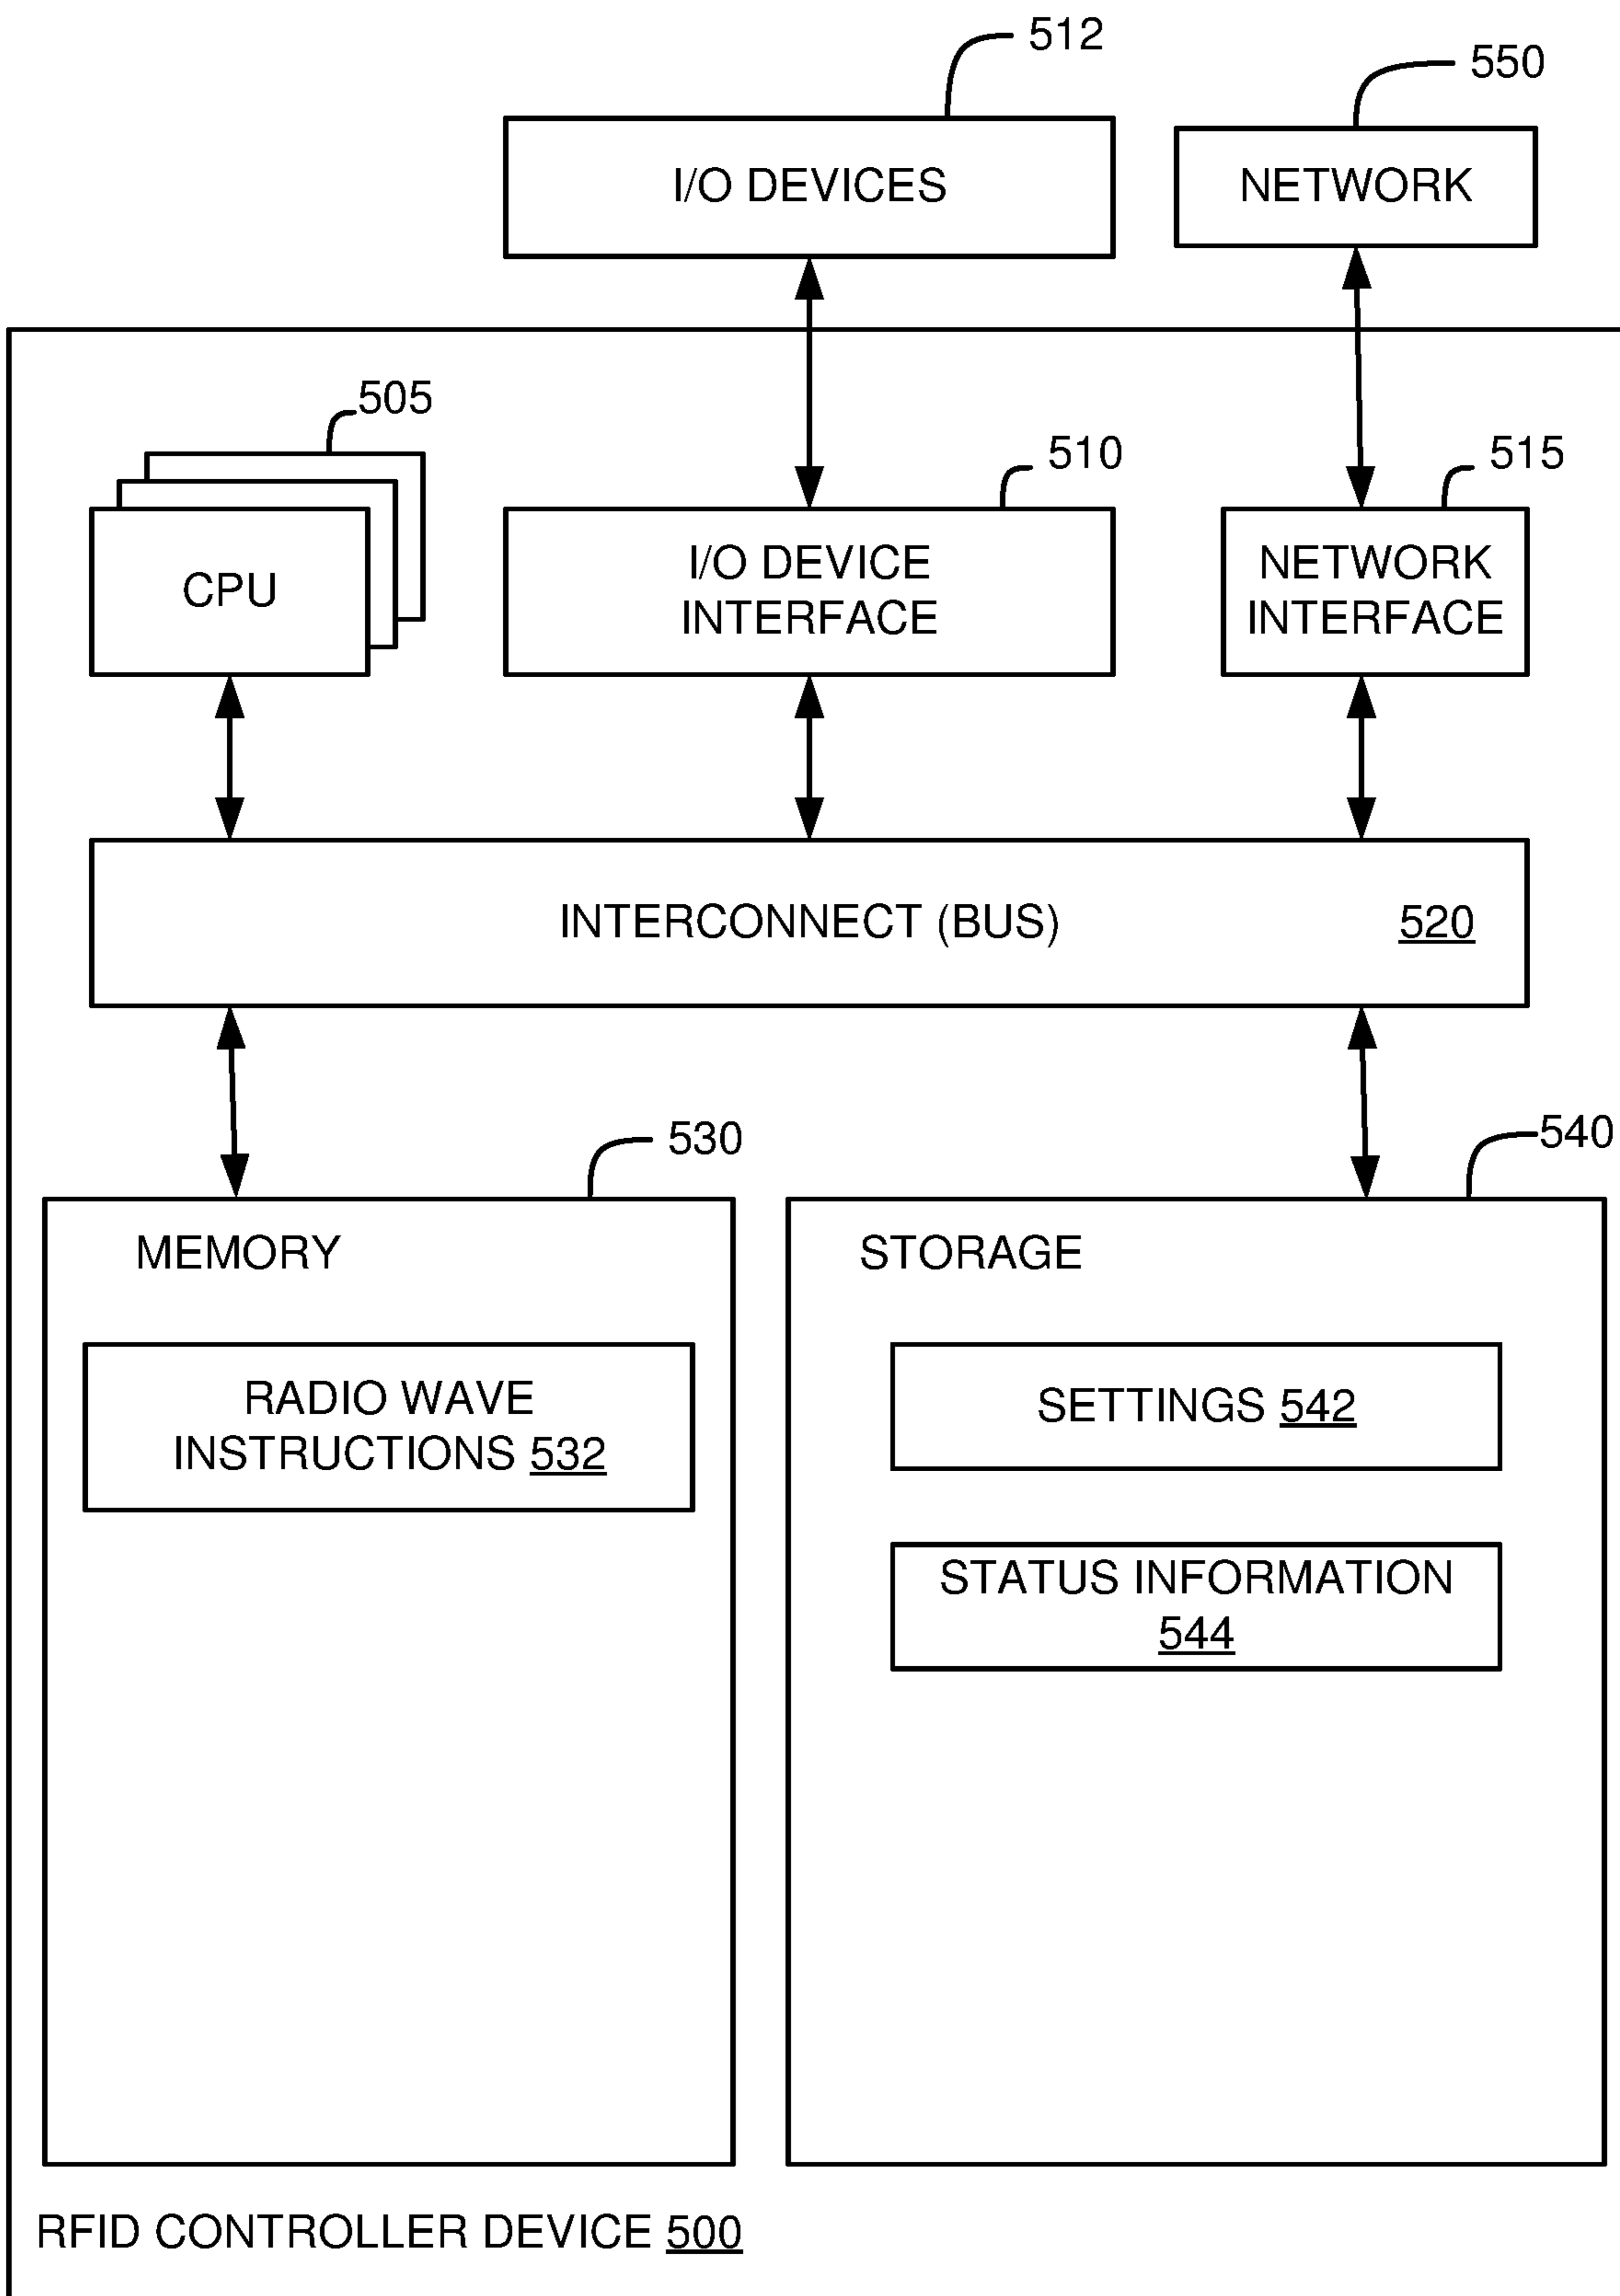 512
550
I/O DEVICES
NETWORK
505
510
515
CPU
I/O DEVICE
INTERFACE
NETWORK
INTERFACE
INTERCONNECT (BUS)
520
530
540
MEMORY
STORAGE
RADIO WAVE
INSTRUCTIONS 532
SETTINGS 542
STATUS INFORMATION
544
RFID CONTROLLER DEVICE 500